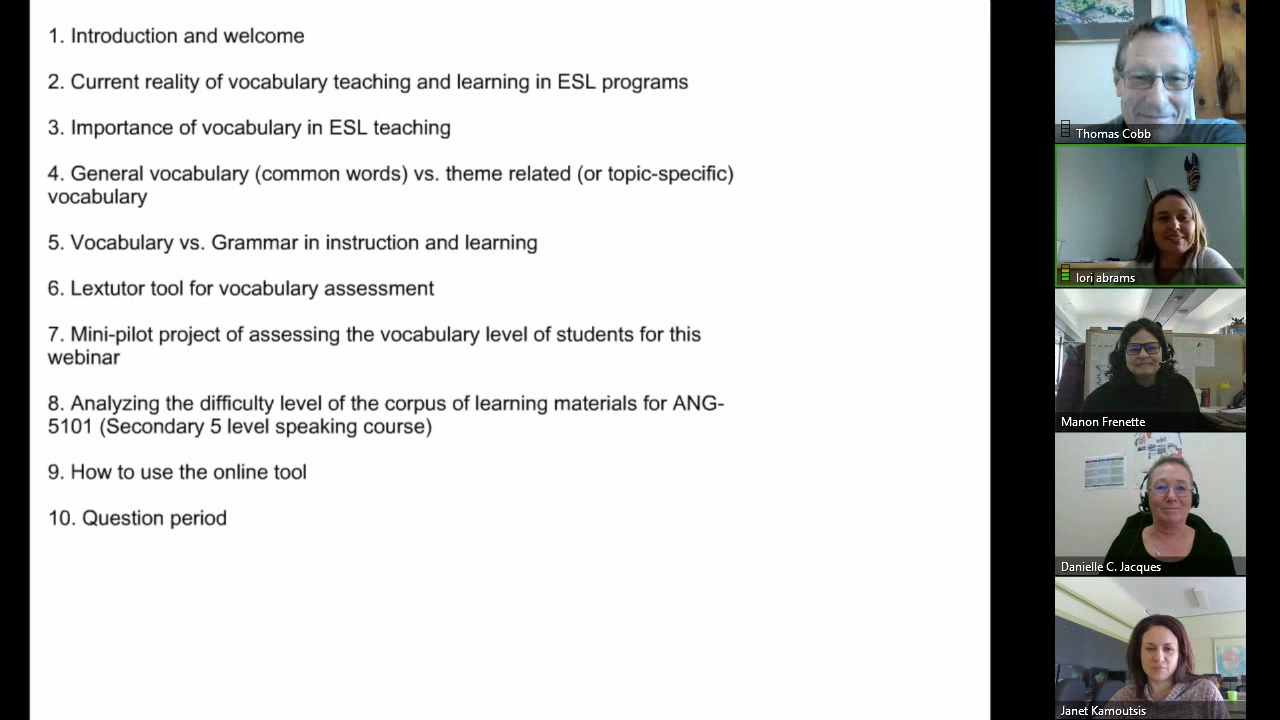 1. Introduction and welcome
2. Current reality of vocabulary teaching and learning in ESL programs
3. Importance of vocabulary in ESL teaching
4. General vocabulary (common words) vs. theme related (or topic-specific)
vocabulary
5. Vocabulary vs. Grammar in instruction and learning
6. Lextutor tool for vocabulary assessment
7. Mini-pilot project of assessing the vocabulary level of students for this
webinar
8. Analyzing the difficulty level of the corpus of learning materials for ANG-
5101 (Secondary 5 level speaking course)
9. How to use the online tool
10. Question period
Thomas Cobb
lori abrams
Manon Frenette
Danielle C. Jacques
Janet Kamoutsis